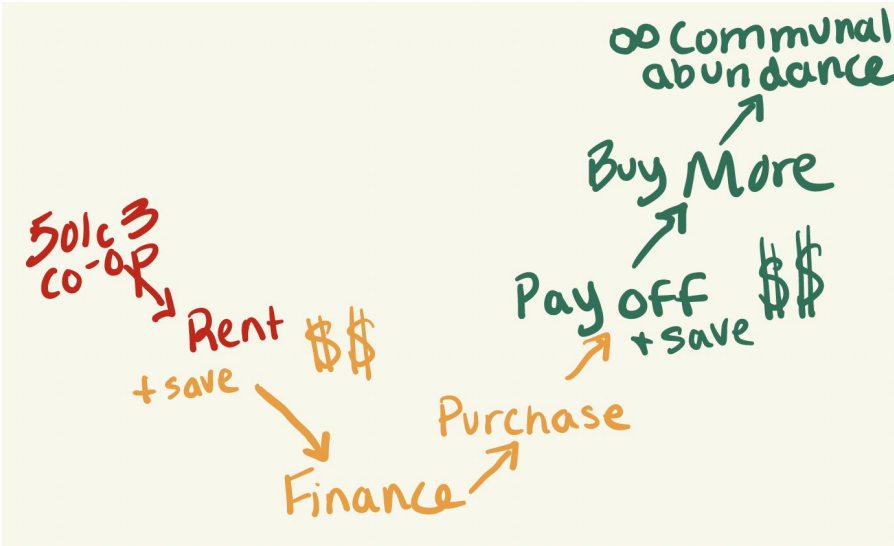 501c3
co-op
Rent
$$
+ save
Finance
Purchase
Pay off
+ save
$$
Buy More
∞ Communal
abundance